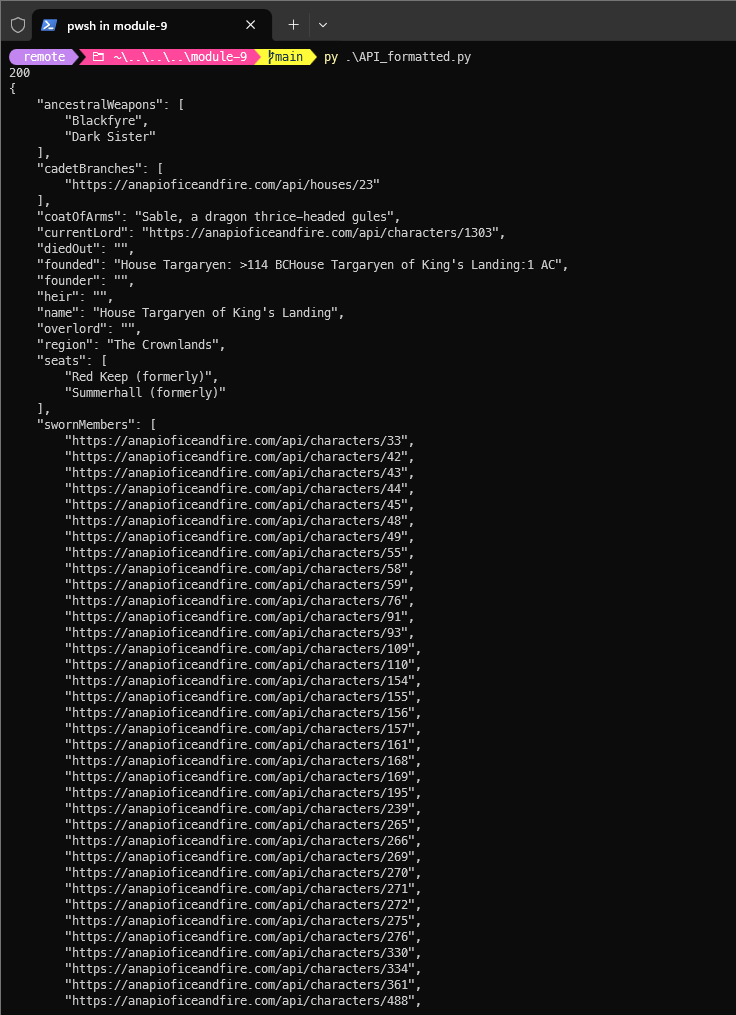 pwsh in module-9
remote ~\..\..\..\module-9 main py .\API_formatted.py
200
{
    "ancestralWeapons": [
        "Blackfyre",
        "Dark Sister"
    ],
    "cadetBranches": [
        "https://anapioficeandfire.com/api/houses/23"
    ],
    "coatOfArms": "Sable, a dragon thrice-headed gules",
    "currentLord": "https://anapioficeandfire.com/api/characters/1303",
    "diedOut": "",
    "founded": "House Targaryen: >114 BCHouse Targaryen of King's Landing:1 AC",
    "founder": "",
    "heir": "",
    "name": "House Targaryen of King's Landing",
    "overlord": "",
    "region": "The Crownlands",
    "seats": [
        "Red Keep (formerly)",
        "Summerhall (formerly)"
    ],
    "swornMembers": [
        "https://anapioficeandfire.com/api/characters/33",
        "https://anapioficeandfire.com/api/characters/42",
        "https://anapioficeandfire.com/api/characters/43",
        "https://anapioficeandfire.com/api/characters/44",
        "https://anapioficeandfire.com/api/characters/45",
        "https://anapioficeandfire.com/api/characters/48",
        "https://anapioficeandfire.com/api/characters/49",
        "https://anapioficeandfire.com/api/characters/55",
        "https://anapioficeandfire.com/api/characters/58",
        "https://anapioficeandfire.com/api/characters/59",
        "https://anapioficeandfire.com/api/characters/76",
        "https://anapioficeandfire.com/api/characters/91",
        "https://anapioficeandfire.com/api/characters/93",
        "https://anapioficeandfire.com/api/characters/109",
        "https://anapioficeandfire.com/api/characters/110",
        "https://anapioficeandfire.com/api/characters/154",
        "https://anapioficeandfire.com/api/characters/155",
        "https://anapioficeandfire.com/api/characters/156",
        "https://anapioficeandfire.com/api/characters/157",
        "https://anapioficeandfire.com/api/characters/161",
        "https://anapioficeandfire.com/api/characters/168",
        "https://anapioficeandfire.com/api/characters/169",
        "https://anapioficeandfire.com/api/characters/195",
        "https://anapioficeandfire.com/api/characters/239",
        "https://anapioficeandfire.com/api/characters/265",
        "https://anapioficeandfire.com/api/characters/266",
        "https://anapioficeandfire.com/api/characters/269",
        "https://anapioficeandfire.com/api/characters/270",
        "https://anapioficeandfire.com/api/characters/271",
        "https://anapioficeandfire.com/api/characters/272",
        "https://anapioficeandfire.com/api/characters/275",
        "https://anapioficeandfire.com/api/characters/276",
        "https://anapioficeandfire.com/api/characters/330",
        "https://anapioficeandfire.com/api/characters/334",
        "https://anapioficeandfire.com/api/characters/361",
        "https://anapioficeandfire.com/api/characters/488",